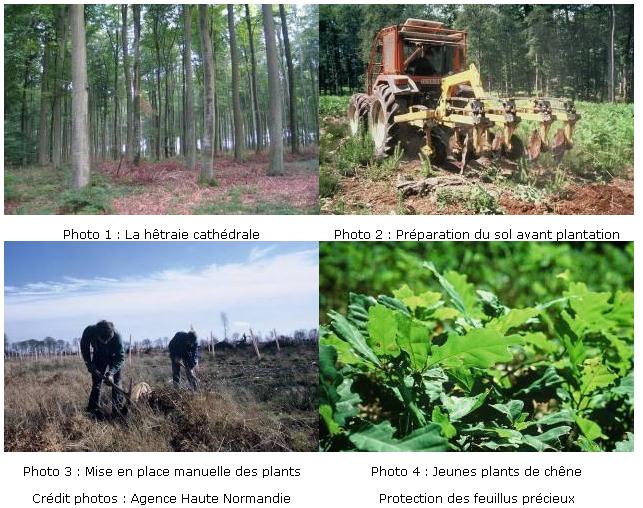 Photo 1 : La hêtraie cathédrale
Photo 2 : Préparation du sol avant plantation
Photo 3 : Mise en place manuelle des plants
Crédit photos : Agence Haute Normandie
Photo 4 : Jeunes plants de chêne
Protection des feuillus précieux